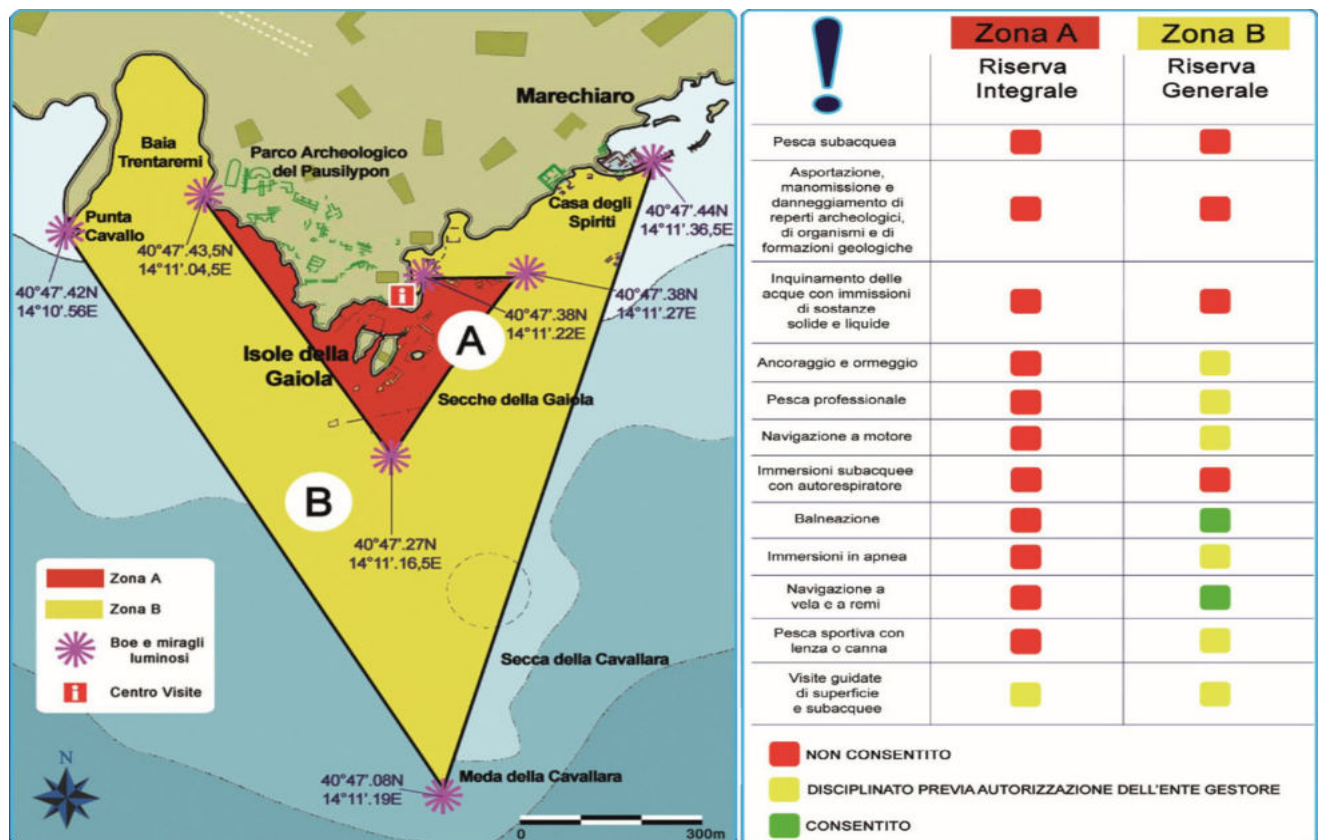 Marechiaro
Baia
Trentaremi
Parco Archeologico
del Pausilypon
Punta
Cavallo
Casa degli
Spiriti
40°47'.44N
14°11'.36,5E
40°47'.43,5N
14°11'.04,5E
40°47'.42N
14°10'.56E
i
40°47'.38N
14°11'.22E
40°47'.38N
14°11'.27E
A
Isole della
Gaiola
Secche della Gaiola
B
40°47'.27N
14°11'.16,5E
Zona A
Zona B
Boe e miragli
luminosi
i
Centro Visite
Secca della Cavallara
N
40°47'.08N
14°11'.19E
Meda della Cavallara
0
300m
!
Zona A
Zona B
Riserva
Integrale
Riserva
Generale
Pesca subacquea
Asportazione,
manomissione e
danneggiamento di
reperti archeologici,
di organismi e di
formazioni geologiche
Inquinamento delle
acque con immissioni
di sostanze
solide e liquide
Ancoraggio e ormeggio
Pesca professionale
Navigazione a motore
Immersioni subacquee
con autorespiratore
Balneazione
Immersioni in apnea
Navigazione a
vela e a remi
Pesca sportiva con
lenza o canna
Visite guidate
di superficie
e subacquee
NON CONSENTITO
DISCIPLINATO PREVIA AUTORIZZAZIONE DELL'ENTE GESTORE
CONSENTITO